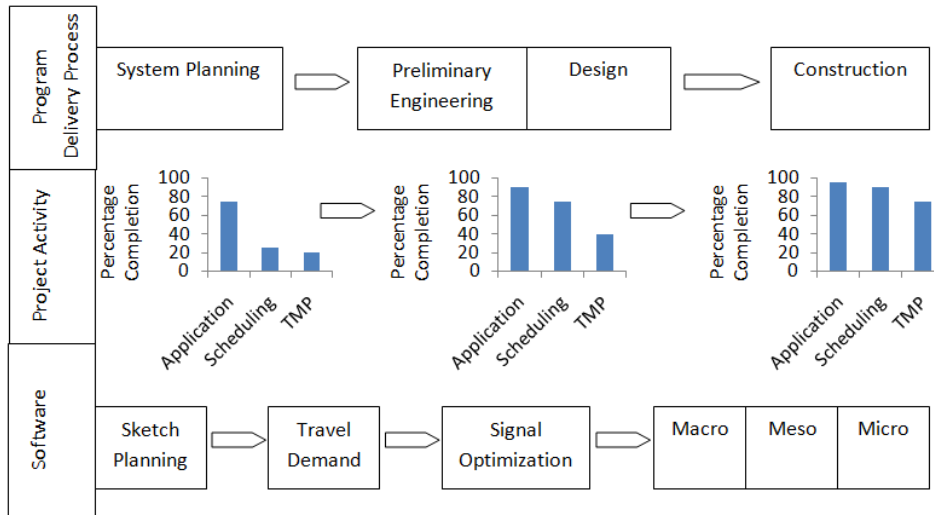 Program
Delivery Process
System Planning
Preliminary
Engineering
Design
Construction
Project Activity
Percentage
Completion
100
80
60
40
20
0
Application
Scheduling
TMP
Percentage
Completion
100
80
60
40
20
0
Application
Scheduling
TMP
Percentage
Completion
100
80
60
40
20
0
Application
Scheduling
TMP
Software
Sketch
Planning
Travel
Demand
Signal
Optimization
Macro
Meso
Micro